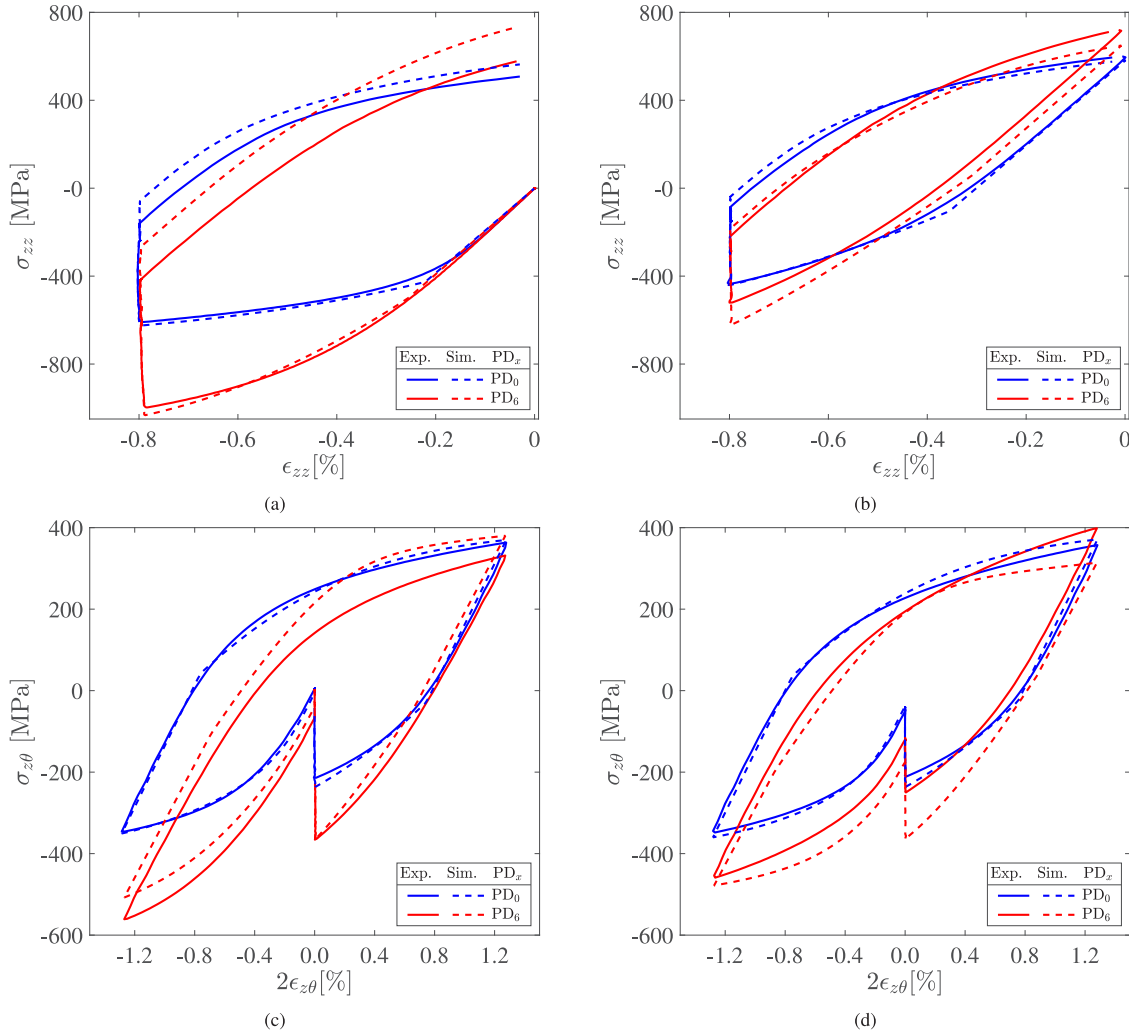 800
400
-0
-400
-800
σzz [MPa]
-0.8 -0.6 -0.4 -0.2 0
ϵzz[%]
Exp. Sim. PDx
PD0
PD6
(a)
800
400
-0
-400
-800
σzz [MPa]
-0.8 -0.6 -0.4 -0.2 0
ϵzz[%]
Exp. Sim. PDx
PD0
PD6
(b)
400
200
0
-200
-400
-600
σzθ [MPa]
-1.2 -0.8 -0.4 0.0 0.4 0.8 1.2
2ϵzθ[%]
Exp. Sim. PDx
PD0
PD6
(c)
400
200
0
-200
-400
-600
σzθ [MPa]
-1.2 -0.8 -0.4 0.0 0.4 0.8 1.2
2ϵzθ[%]
Exp. Sim. PDx
PD0
PD6
(d)